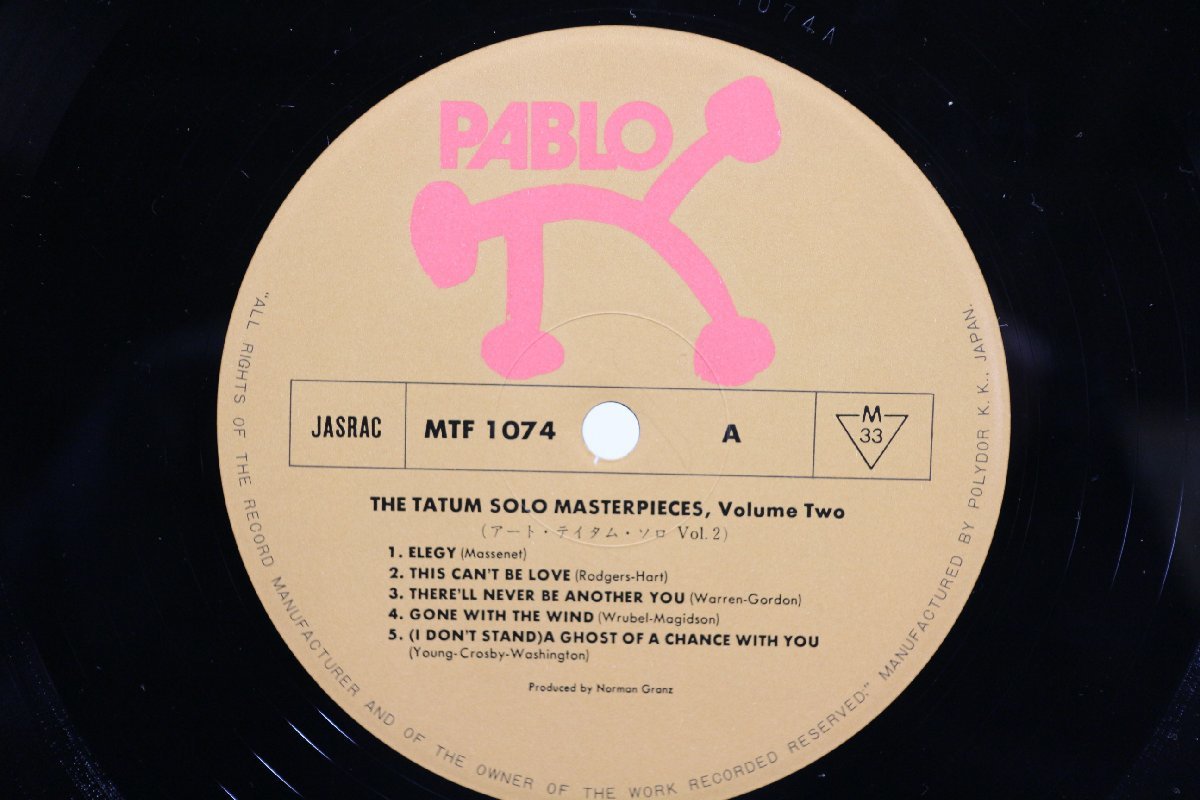 1074A
PABLO
JASRAC
MTF 1074
A
M
33
THE TATUM SOLO MASTERPIECES, Volume Two
(アート・テイタム・ソロ Vol.2)
1. ELEGY (Massenet)
2. THIS CAN'T BE LOVE (Rodgers-Hart)
3. THERE'LL NEVER BE ANOTHER YOU (Warren-Gordon)
4. GONE WITH THE WIND (Wrubel-Magidson)
5. (I DON'T STAND)A GHOST OF A CHANCE WITH YOU
(Young-Crosby-Washington)
Produced by Norman Granz
"ALL RIGHTS OF THE RECORD MANUFACTURER AND OF THE OWNER OF THE WORK RECORDED RESERVED." MANUFACTURED BY POLYDOR K.K., JAPAN.